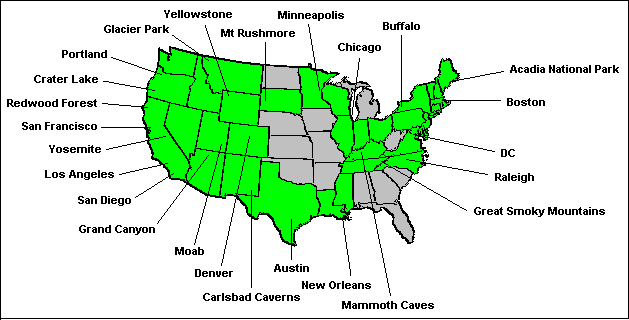 Yellowstone
Minneapolis
Glacier Park
Mt Rushmore
Buffalo
Chicago
Portland
Acadia National Park
Crater Lake
Redwood Forest
Boston
San Francisco
Yosemite
DC
Los Angeles
Raleigh
San Diego
Great Smoky Mountains
Grand Canyon
Moab
Denver
Austin
New Orleans
Carlsbad Caverns
Mammoth Caves